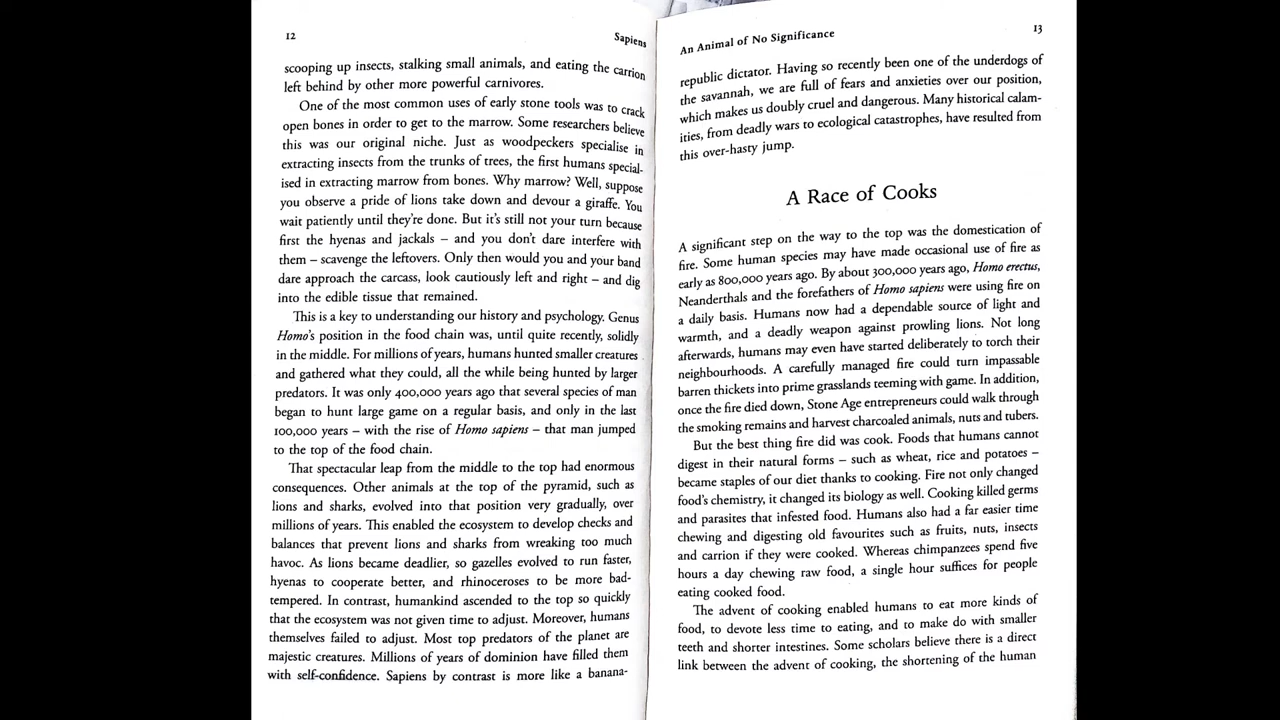 12
Sapiens
scooping up insects, stalking small animals, and eating the carrion
left behind by other more powerful carnivores.
One of the most common uses of early stone tools was to crack
open bones in order to get to the marrow. Some researchers believe
this was our original niche. Just as woodpeckers specialise in
extracting insects from the trunks of trees, the first humans special-
ised in extracting marrow from bones. Why marrow? Well, suppose
you observe a pride of lions take down and devour a giraffe. You
wait patiently until they're done. But it's still not your turn because
first the hyenas and jackals – and you don't dare interfere with
them – scavenge the leftovers. Only then would you and your band
dare approach the carcass, look cautiously left and right – and dig
into the edible tissue that remained.
This is a key to understanding our history and psychology. Genus
Homo's position in the food chain was, until quite recently, solidly
in the middle. For millions of years, humans hunted smaller creatures
and gathered what they could, all the while being hunted by larger
predators. It was only 400,000 years ago that several species of man
began to hunt large game on a regular basis, and only in the last
100,000 years – with the rise of Homo sapiens – that man jumped
to the top of the food chain.
That spectacular leap from the middle to the top had enormous
consequences. Other animals at the top of the pyramid, such as
lions and sharks, evolved into that position very gradually, over
millions of years. This enabled the ecosystem to develop checks and
balances that prevent lions and sharks from wreaking too much
havoc. As lions became deadlier, so gazelles evolved to run faster,
hyenas to cooperate better, and rhinoceroses to be more bad-
tempered. In contrast, humankind ascended to the top so quickly
that the ecosystem was not given time to adjust. Moreover, humans
themselves failed to adjust. Most top predators of the planet are
majestic creatures. Millions of years of dominion have filled them
with self-confidence. Sapiens by contrast is more like a banana-
An Animal of No Significance
13
republic dictator. Having so recently been one of the underdogs of
the savannah, we are full of fears and anxieties over our position,
which makes us doubly cruel and dangerous. Many historical calam-
ities, from deadly wars to ecological catastrophes, have resulted from
this over-hasty jump.
A Race of Cooks
A significant step on the way to the top was the domestication of
fire. Some human species may have made occasional use of fire as
early as 800,000 years ago. By about 300,000 years ago, Homo erectus,
Neanderthals and the forefathers of Homo sapiens were using fire on
a daily basis. Humans now had a dependable source of light and
warmth, and a deadly weapon against prowling lions. Not long
afterwards, humans may even have started deliberately to torch their
neighbourhoods. A carefully managed fire could turn impassable
barren thickets into prime grasslands teeming with game. In addition,
once the fire died down, Stone Age entrepreneurs could walk through
the smoking remains and harvest charcoaled animals, nuts and tubers.
But the best thing fire did was cook. Foods that humans cannot
digest in their natural forms – such as wheat, rice and potatoes –
became staples of our diet thanks to cooking. Fire not only changed
food's chemistry, it changed its biology as well. Cooking killed germs
and parasites that infested food. Humans also had a far easier time
chewing and digesting old favourites such as fruits, nuts, insects
and carrion if they were cooked. Whereas chimpanzees spend five
hours a day chewing raw food, a single hour suffices for people
eating cooked food.
The advent of cooking enabled humans to eat more kinds of
food, to devote less time to eating, and to make do with smaller
teeth and shorter intestines. Some scholars believe there is a direct
link between the advent of cooking, the shortening of the human